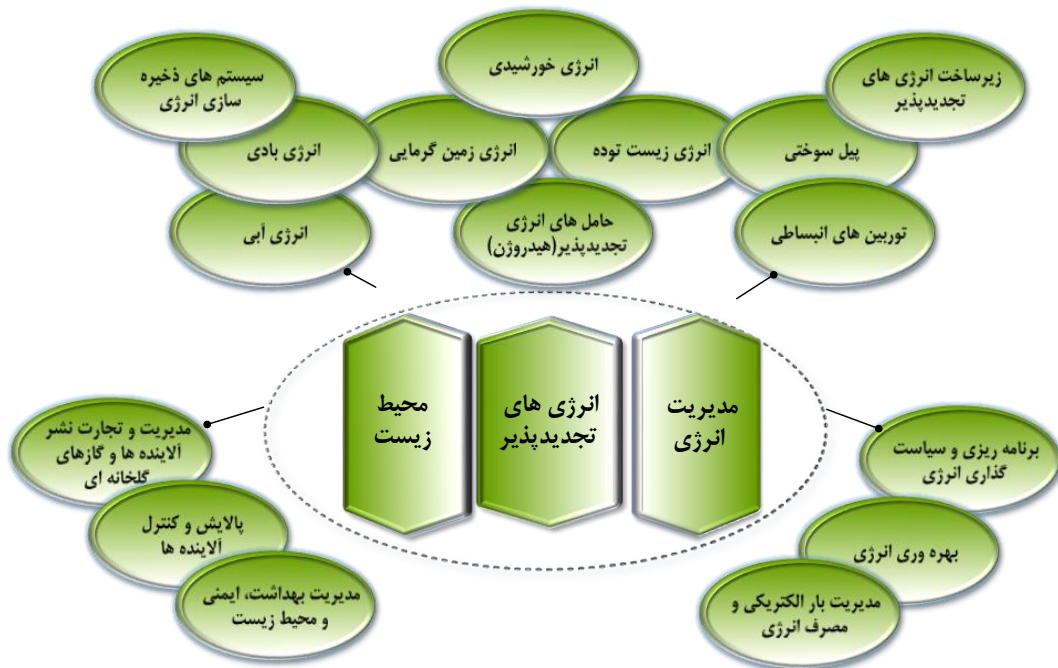 انرژی خورشیدی
زیرساخت انرژی های
تجدیدپذیر
سیستم های ذخیره
سازی انرژی
پیل سوختی
انرژی زیست توده
انرژی زمین گرمایی
انرژی بادی
توربین های انبساطی
حامل های انرژی
تجدیدپذیر(هیدروژن)
انرژی آبی
مدیریت
انرژی
انرژی های
تجدیدپذیر
محیط
زیست
برنامه ریزی و سیاست
گذاری انرژی
بهره وری انرژی
مدیریت بار الکتریکی و
مصرف انرژی
مدیریت و تجارت نشر
آلاینده ها و گازهای
گلخانه ای
پالایش و کنترل
آلاینده ها
مدیریت بهداشت، ایمنی
و محیط زیست